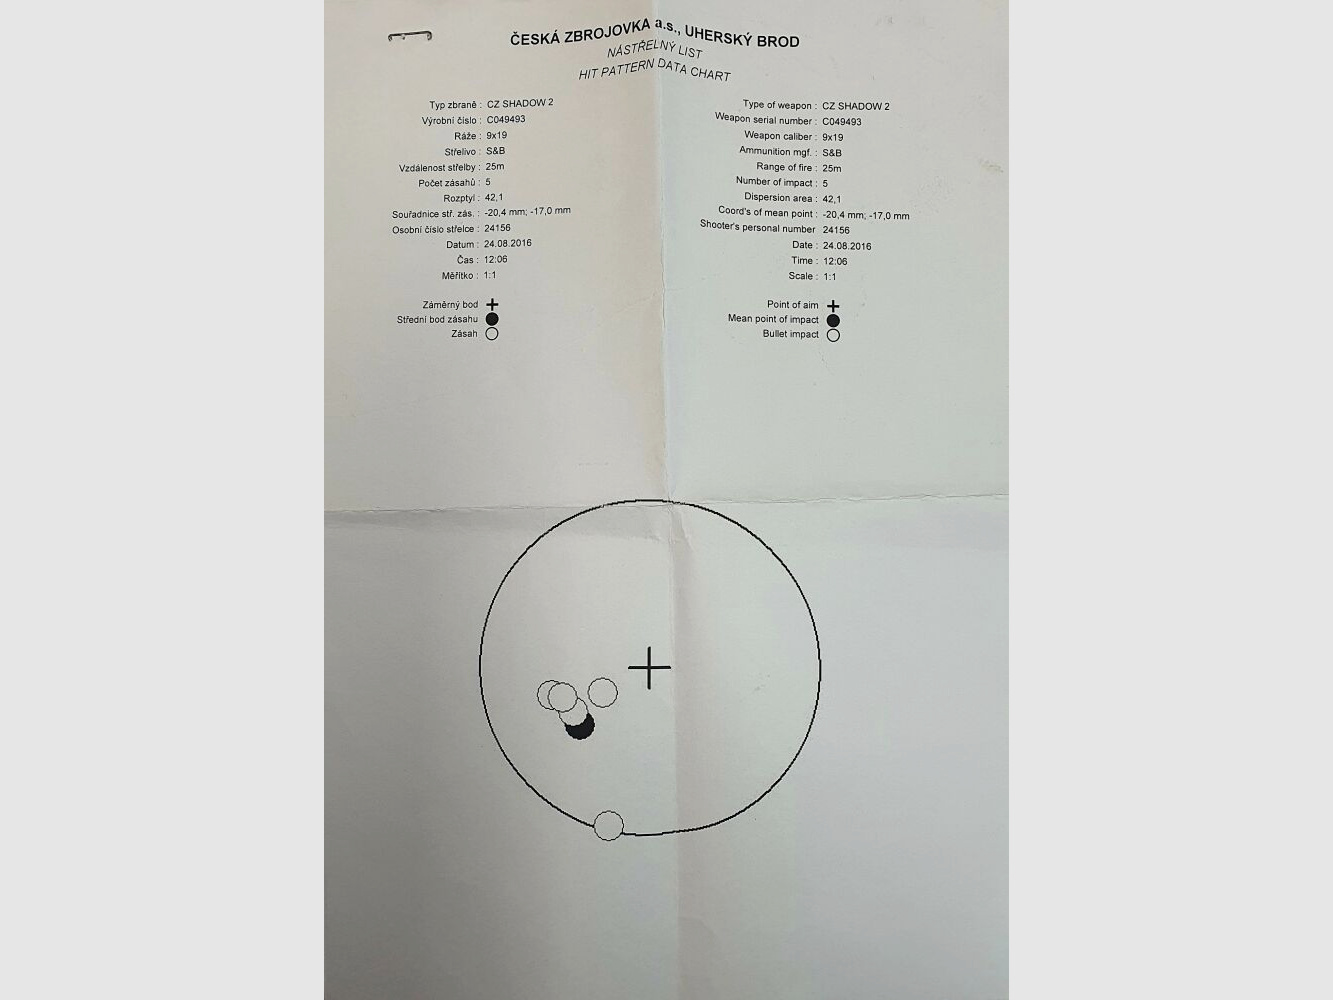 ČESKÁ ZBROJOVKA a.s., UHERSKÝ BROD
NÁSTŘELNÝ LIST
HIT PATTERN DATA CHART
Typ zbraně : CZ SHADOW 2
Výrobní číslo : C049493
Ráže : 9x19
Střelivo : S&B
Vzdálenost střelby : 25m
Počet zásahů : 5
Rozptyl : 42,1
Souřadnice stř. zás. : -20,4 mm; -17,0 mm
Osobní číslo střelce : 24156
Datum : 24.08.2016
Čas : 12:06
Měřítko : 1:1
Záměrný bod
Střední bod zásahu
Zásah
Type of weapon : CZ SHADOW 2
Weapon serial number : C049493
Weapon caliber : 9x19
Ammunition mgf. : S&B
Range of fire : 25m
Number of impact : 5
Dispersion area : 42,1
Coord's of mean point : -20,4 mm; -17,0 mm
Shooter's personal number 24156
Date : 24.08.2016
Time : 12:06
Scale : 1:1
Point of aim
Mean point of impact
Bullet impact